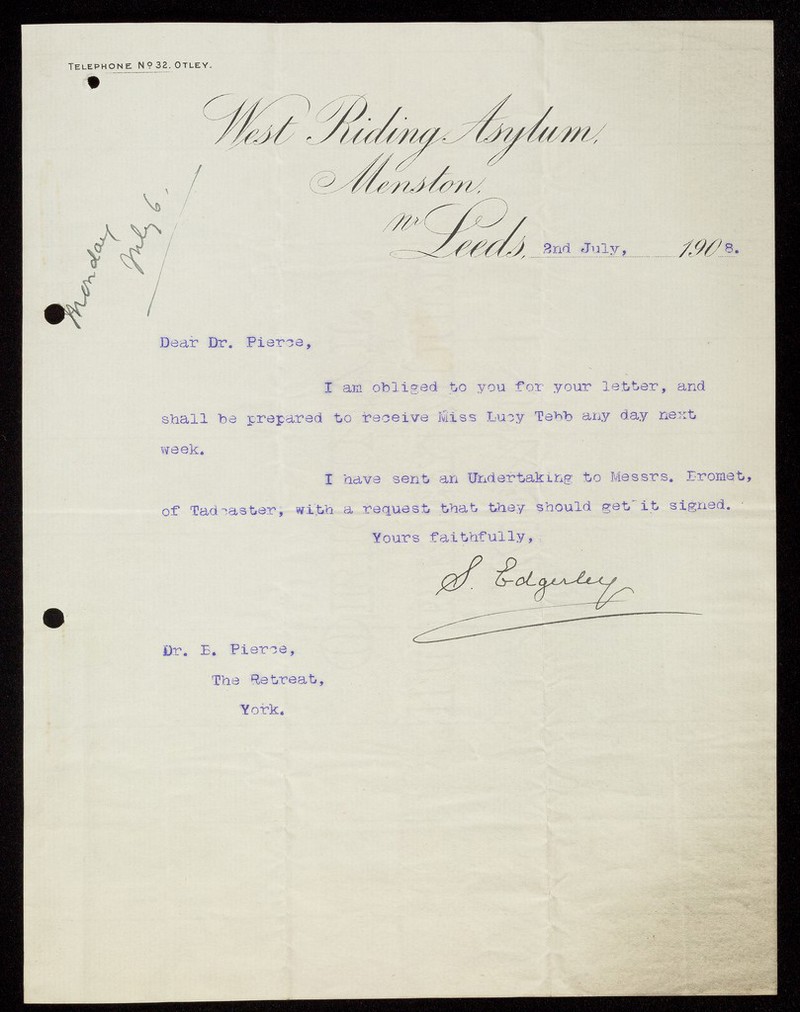 TELEPHONE Nº 32. OTLEY.
West Riding Asylum,
Menston,
Nr Leeds, 2nd July, 1908.
Monday
July 6.
Dear Dr. Pierce,
I am obliged to you for your letter, and
shall be prepared to receive Miss Lucy Tebb any day next
week.
I have sent an Undertaking to Messrs. Bromet,
of Tadcaster, with a request that they should get it signed.
Yours faithfully,
S. Edgerley
Dr. B. Pierce,
The Retreat,
York.